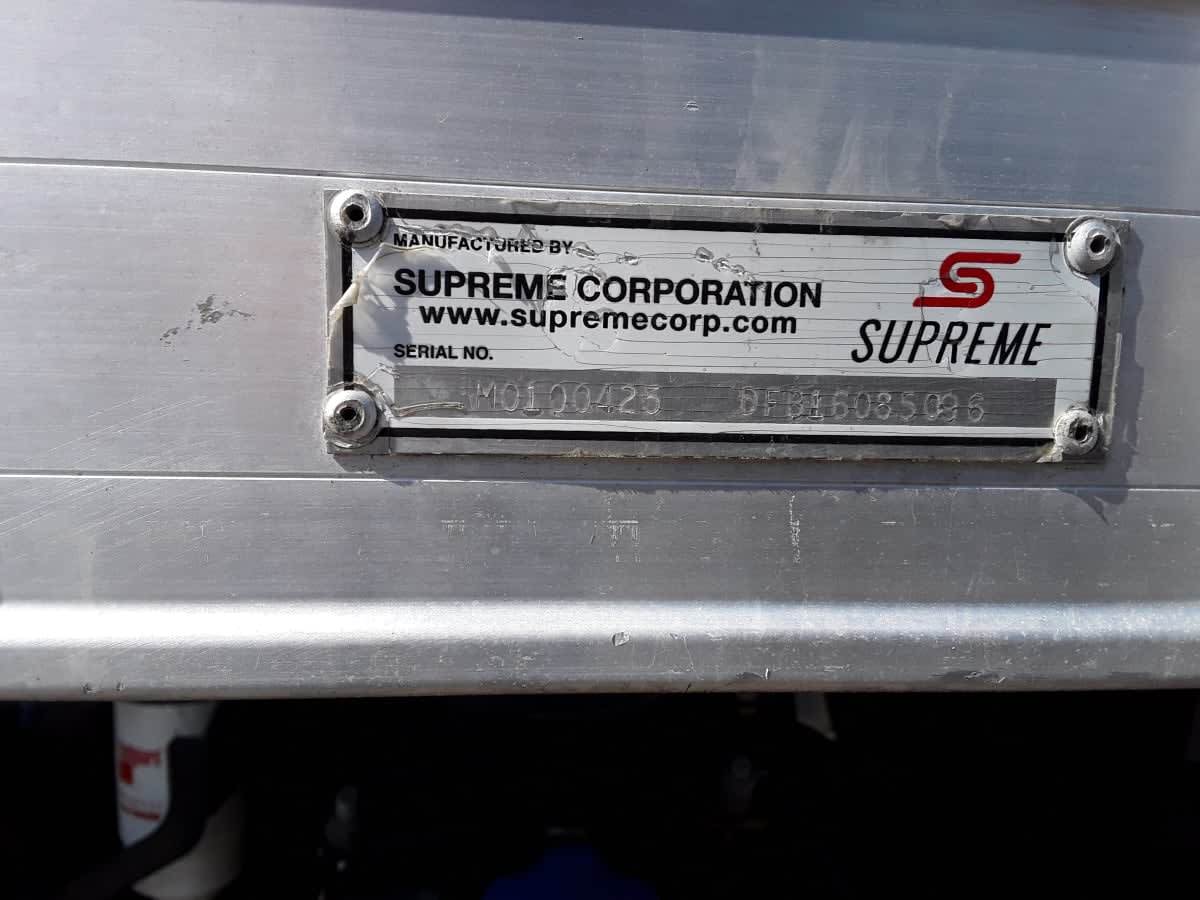 MANUFACTURED BY
SUPREME CORPORATION
www.supremecorp.com
SUPREME
SERIAL NO.
M0100425 DFB16085096